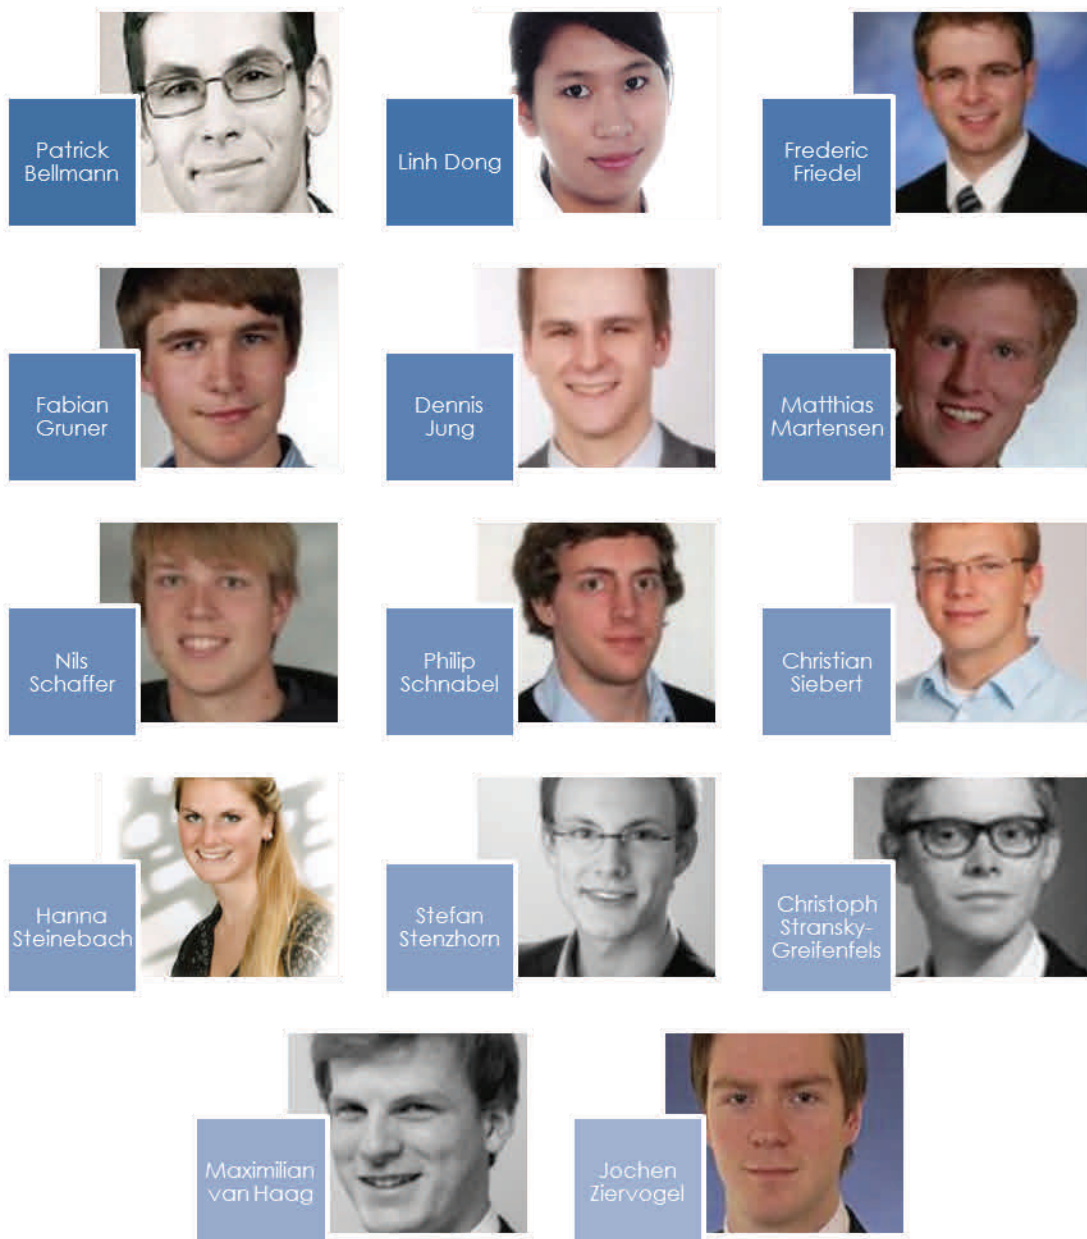 Patrick
Bellmann
Linh Dong
Frederic
Friedel
Fabian
Gruner
Dennis
Jung
Matthias
Martensen
Nils
Schaffer
Philip
Schnabel
Christian
Siebert
Hanna
Steinebach
Stefan
Stenzhorn
Christoph
Stransky-
Greifenfels
Maximilian
van Haag
Jochen
Ziervogel